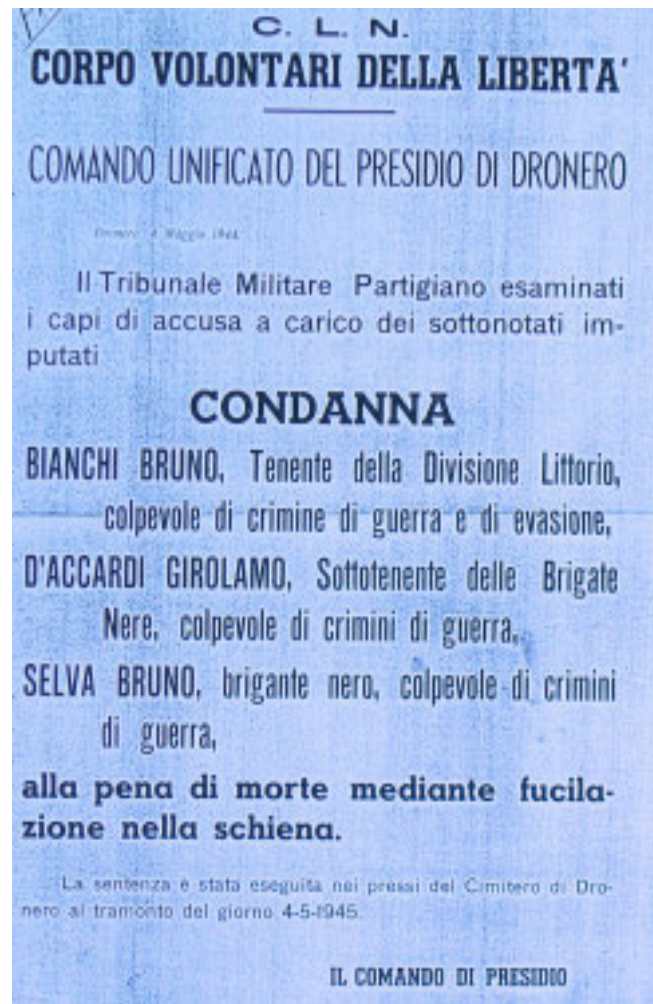 C. L. N.
CORPO VOLONTARI DELLA LIBERTA'
COMANDO UNIFICATO DEL PRESIDIO DI DRONERO
Dronero 4 Maggio
Il Tribunale Militare Partigiano esaminati
i capi di accusa a carico dei sottonotati im-
putati
CONDANNA
BIANCHI BRUNO, Tenente della Divisione Littorio,
colpevole di crimine di guerra e di evasione,
D'ACCARDI GIROLAMO, Sottotenente delle Brigate
Nere, colpevole di crimini di guerra,
SELVA BRUNO, brigante nero, colpevole di crimini
di guerra,
alla pena di morte mediante fucila-
zione nella schiena.
La sentenza è stata eseguita nei pressi del Cimitero di Dro-
nero al tramonto del giorno 4-5-1945.
IL COMANDO DI PRESIDIO